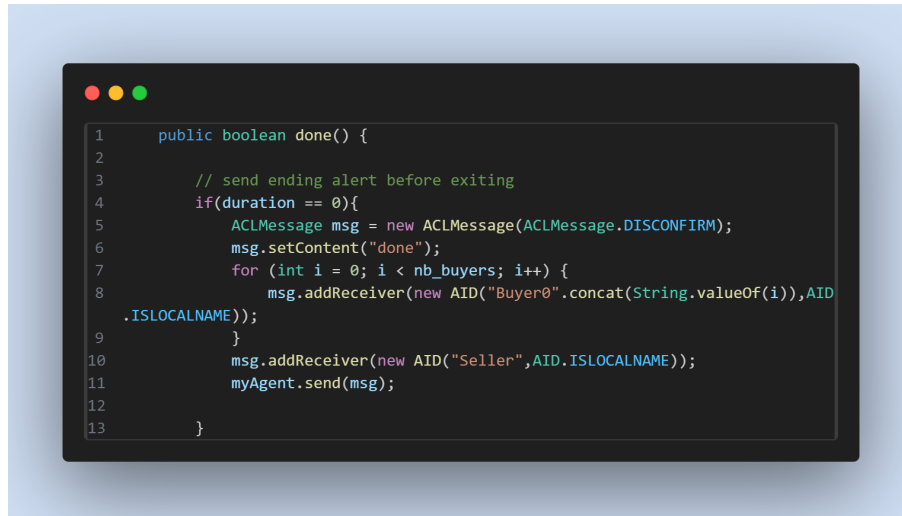 1 public boolean done() {
2
3 // send ending alert before exiting
4 if(duration == 0){
5 ACLMessage msg = new ACLMessage(ACLMessage.DISCONFIRM);
6 msg.setContent("done");
7 for (int i = 0; i < nb_buyers; i++) {
8 msg.addReceiver(new AID("Buyer0".concat(String.valueOf(i)),AID
.ISLOCALNAME));
9 }
10 msg.addReceiver(new AID("Seller",AID.ISLOCALNAME));
11 myAgent.send(msg);
12
13 }